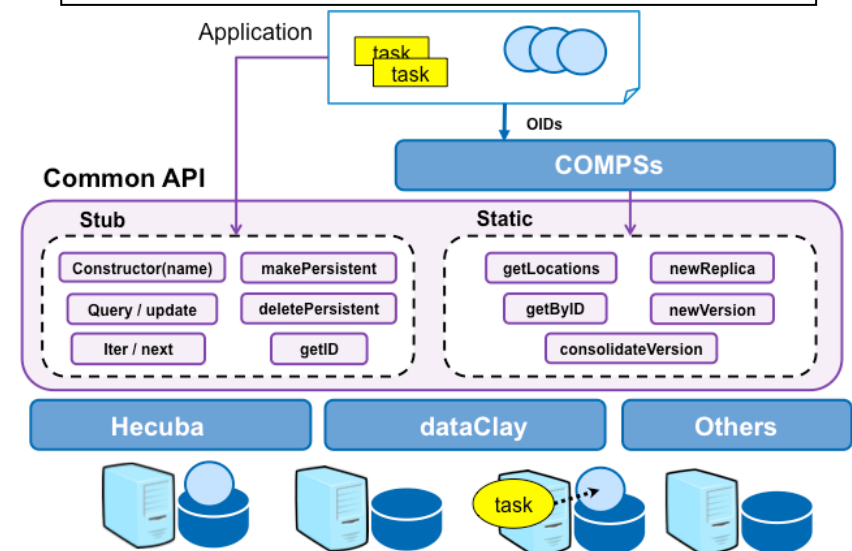 Application
task
task
OIDs
COMPSs
Common API
Stub
Static
Constructor(name)
makePersistent
getLocations
newReplica
Query / update
deletePersistent
getByID
newVersion
Iter / next
getID
consolidateVersion
Hecuba
dataClay
Others
task